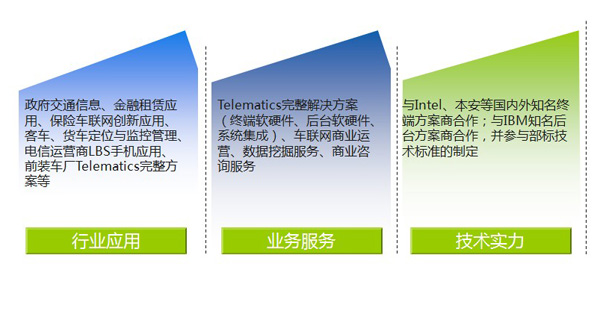 政府交通信息、金融租赁应
用、保险车联网创新应用、
客车、货车定位与监控管理、
电信运营商LBS手机应用、
前装车厂Telematics完整方
案等
行业应用
Telematics完整解决方案
（终端软硬件、后台软硬件、
系统集成）、车联网商业运
营、数据挖掘服务、商业咨
询服务
业务服务
与Intel、本安等国内外知名终
端方案商合作；与IBM知名后
台方案商合作，并参与部标技
术标准的制定
技术实力